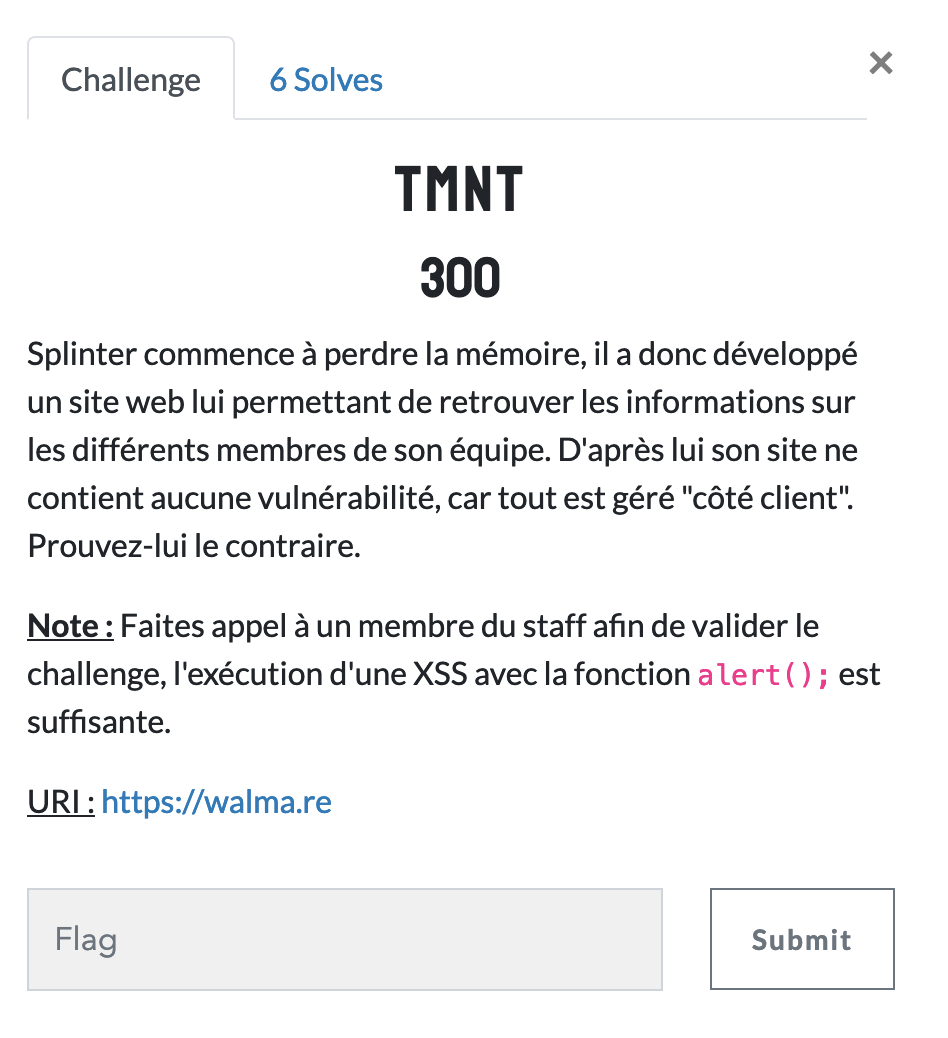 Challenge
6 Solves
×
TMNT
300
Splinter commence à perdre la mémoire, il a donc développé
un site web lui permettant de retrouver les informations sur
les différents membres de son équipe. D'après lui son site ne
contient aucune vulnérabilité, car tout est géré "côté client".
Prouvez-lui le contraire.
Note : Faites appel à un membre du staff afin de valider le
challenge, l'exécution d'une XSS avec la fonction alert(); est
suffisante.
URI : https://walma.re
Flag
Submit